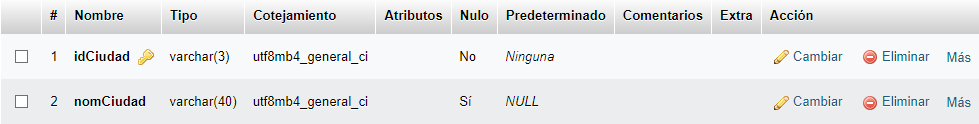 # Nombre Tipo Cotejamiento Atributos Nulo Predeterminado Comentarios Extra Acción
1 idCiudad varchar(3) utf8mb4_general_ci No Ninguna Cambiar Eliminar Más
2 nomCiudad varchar(40) utf8mb4_general_ci Sí NULL Cambiar Eliminar Más